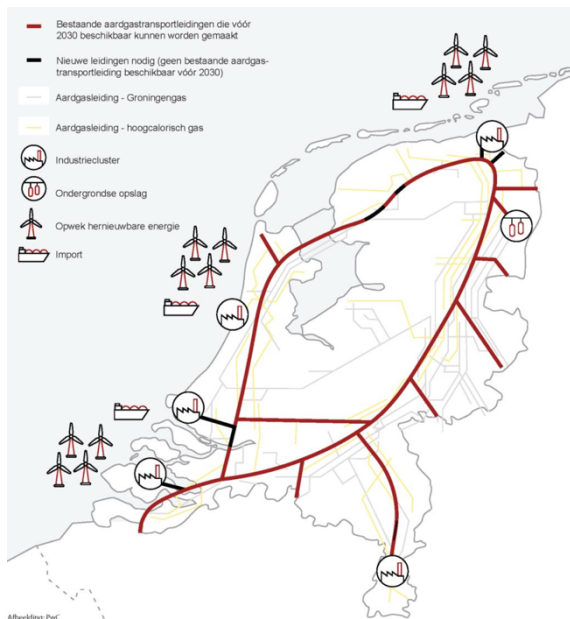 Bestaande aardgastransportleidingen die vóór
2030 beschikbaar kunnen worden gemaakt
Nieuwe leidingen nodig (geen bestaande aardgas-
transportleiding beschikbaar vóór 2030)
Aardgasleiding - Groningengas
Aardgasleiding - hoogcalorisch gas
Industriecluster
Ondergrondse opslag
Opwek hernieuwbare energie
Import
Afbeelding: PwC